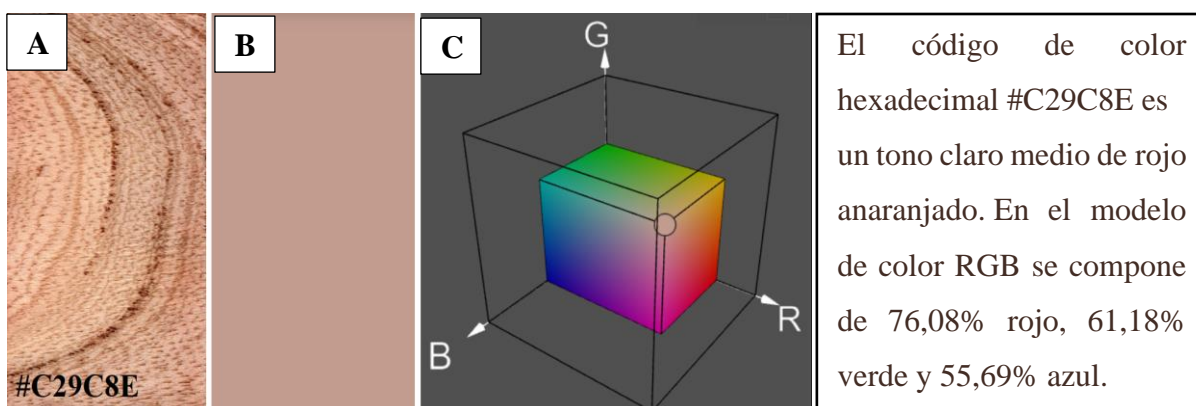 A
B
C
G
R
B
#C29C8E
El código de color
hexadecimal #C29C8E es
un tono claro medio de rojo
anaranjado. En el modelo
de color RGB se compone
de 76,08% rojo, 61,18%
verde y 55,69% azul.